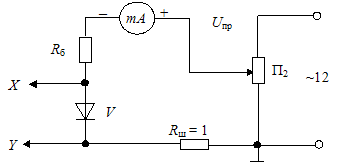 – mA +
Uпр
Rб
П2
~12
X
V
Rш = 1
Y